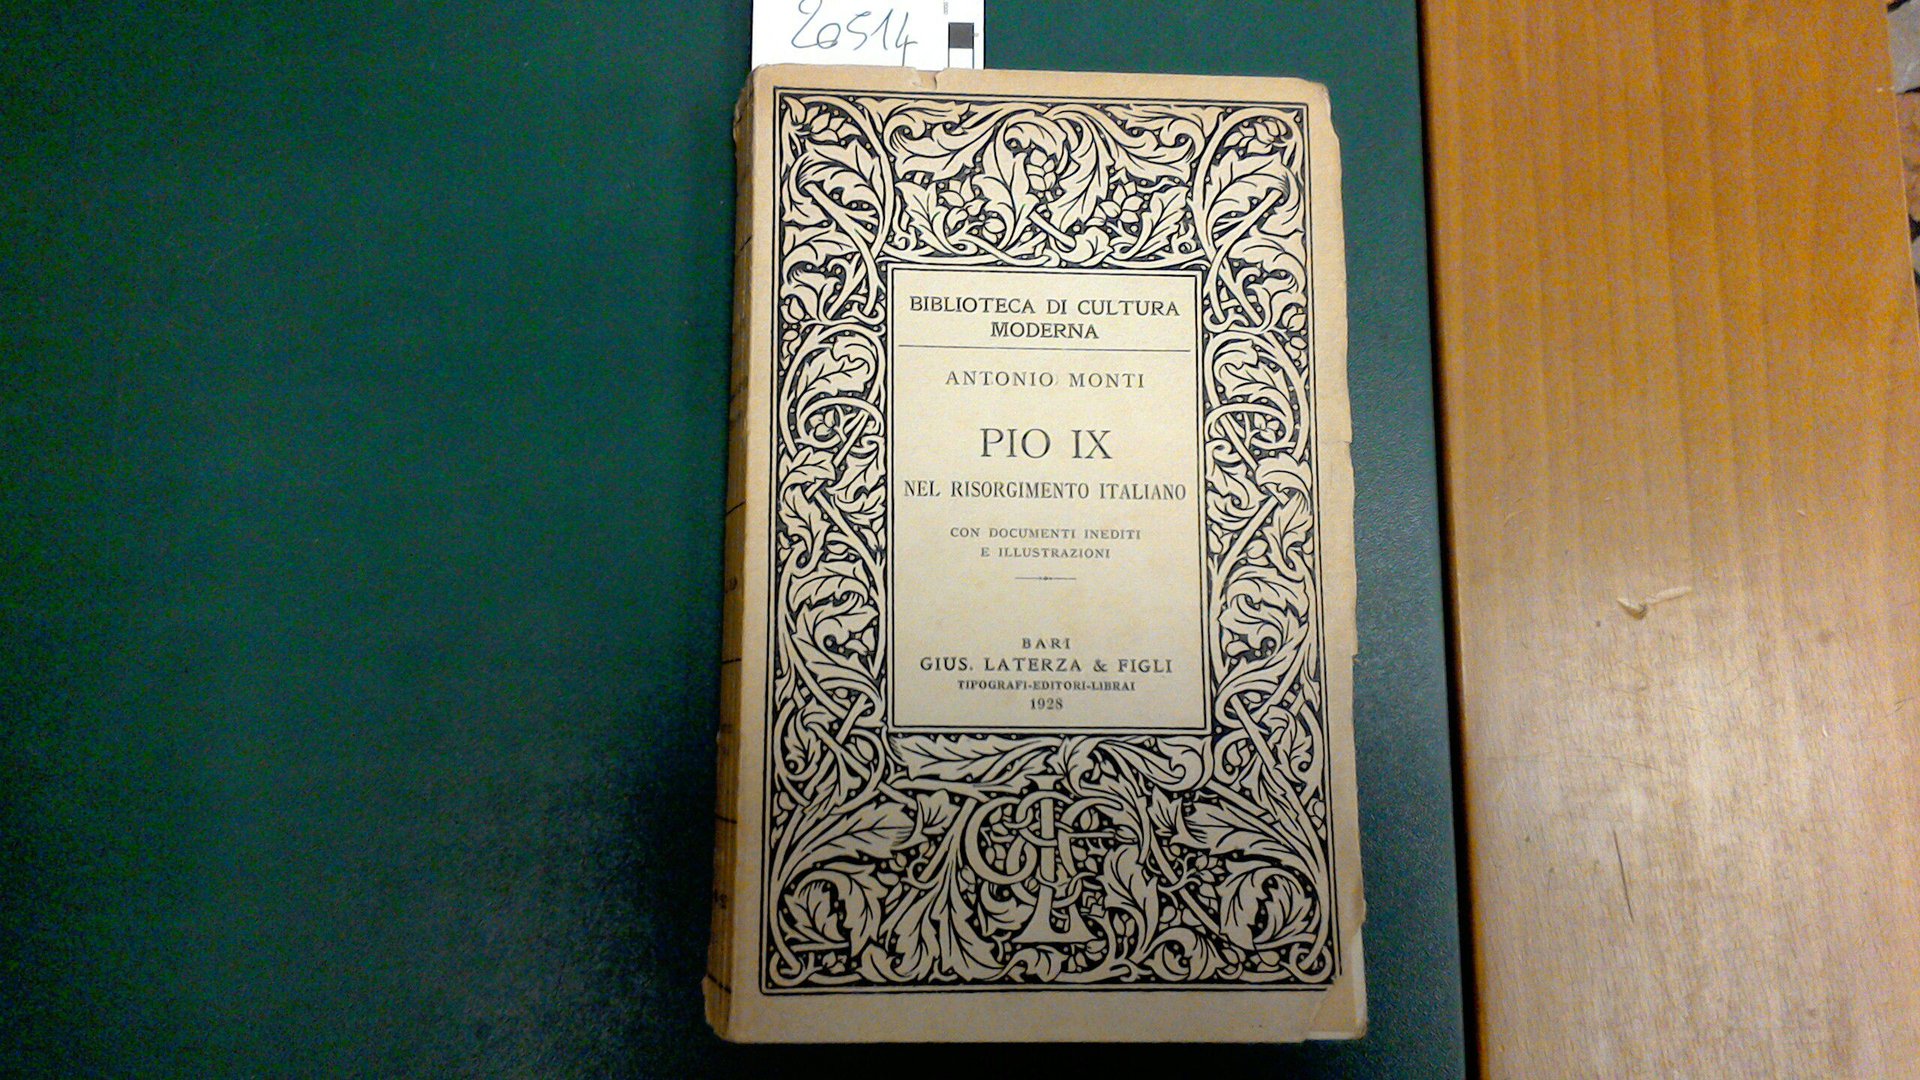 20514
BIBLIOTECA DI CULTURA
MODERNA
ANTONIO MONTI
PIO IX
NEL RISORGIMENTO ITALIANO
CON DOCUMENTI INEDITI
E ILLUSTRAZIONI
BARI
GIUS. LATERZA & FIGLI
TIPOGRAFI-EDITORI-LIBRAI
1928